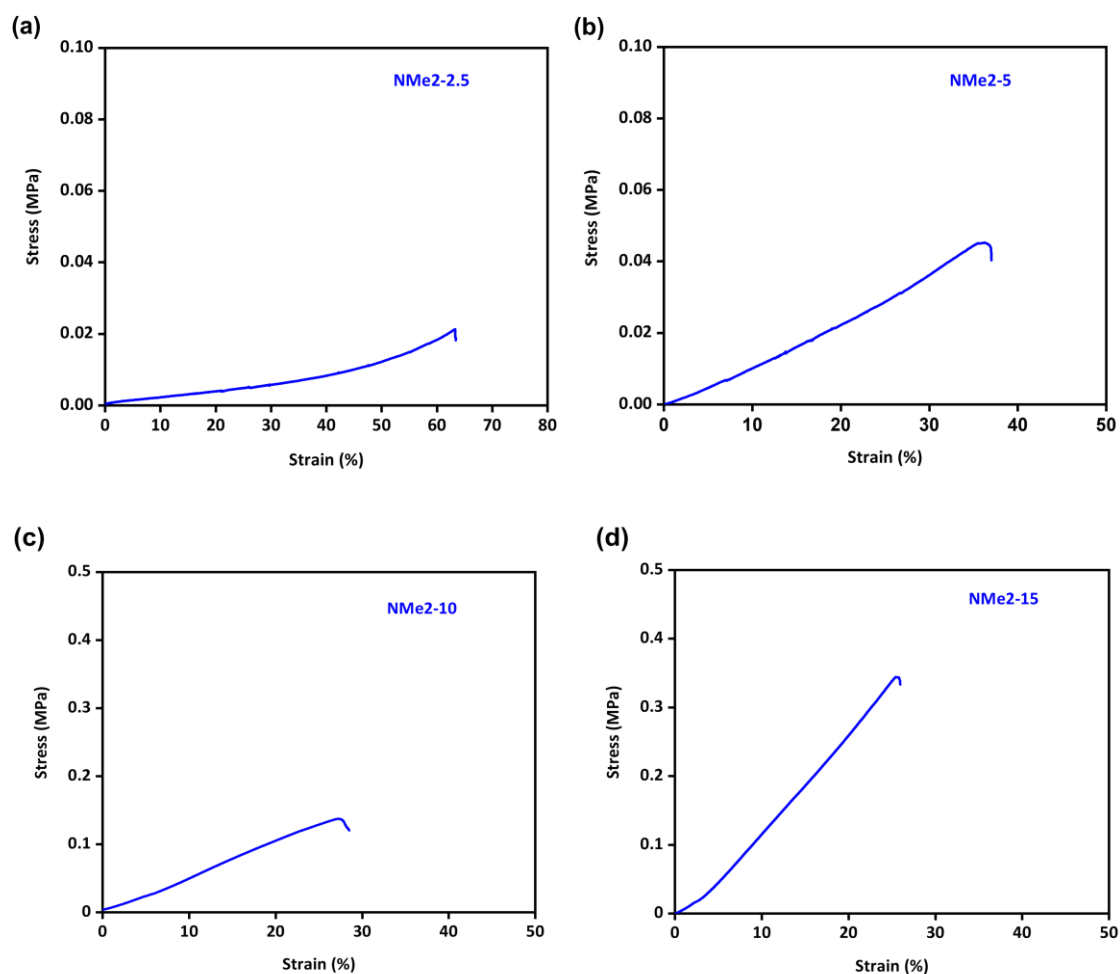 (a)
NMe2-2.5
0.10
0.08
0.06
0.04
0.02
0.00
Stress (MPa)
0 10 20 30 40 50 60 70 80
Strain (%)
(b)
NMe2-5
0.10
0.08
0.06
0.04
0.02
0.00
Stress (MPa)
0 10 20 30 40 50
Strain (%)
(c)
NMe2-10
0.5
0.4
0.3
0.2
0.1
0
Stress (MPa)
0 10 20 30 40 50
Strain (%)
(d)
NMe2-15
0.5
0.4
0.3
0.2
0.1
0
Stress (MPa)
0 10 20 30 40 50
Strain (%)